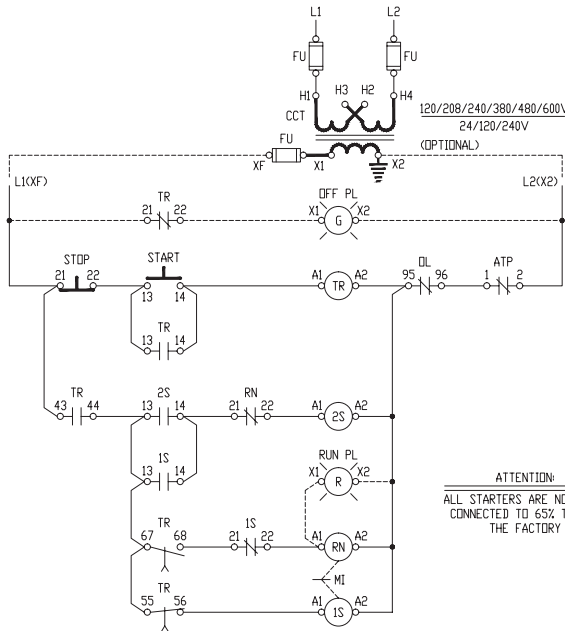 L1 L2
FU FU
H1 H3 H2 H4
CCT
120/208/240/380/480/600V
24/120/240V
(OPTIONAL)
FU
XF X1 X2
L1(XF) L2(X2)
TR OFF PL
21 22 X1 G X2
STOP START OL ATP
21 22 13 14 A1 TR A2 95 96 1 2
TR
13 14
TR 2S RN
43 44 13 14 21 22 A1 2S A2
1S RUN PL
13 14 X1 R X2
ATTENTION:
ALL STARTERS ARE
CONNECTED TO 65%
THE FACTORY
TR 1S
67 68 21 22 A1 RN A2
MI
TR
55 56 A1 1S A2